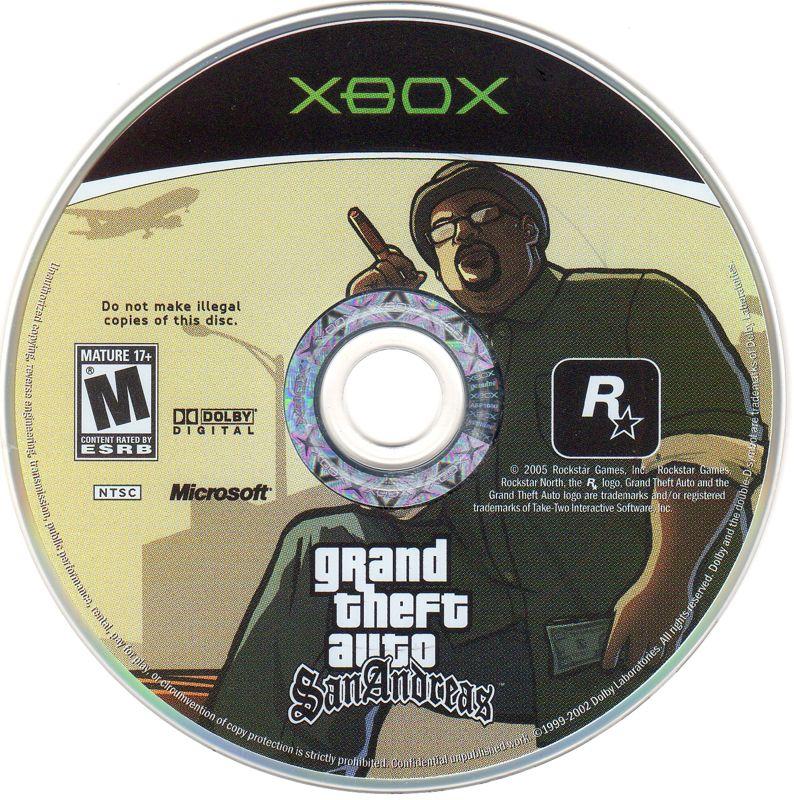 XBOX
Do not make illegal
copies of this disc.
MATURE 17+
M
CONTENT RATED BY
ESRB
DOLBY
DIGITAL
NTSC
Microsoft®
R
© 2005 Rockstar Games, Inc. Rockstar Games,
Rockstar North, the R logo, Grand Theft Auto and the
Grand Theft Auto logo are trademarks and/or registered
trademarks of Take-Two Interactive Software, Inc.
grand
theft
auto
San Andreas™
Unauthorized copying, reverse engineering, transmission, public performance, rental, pay for play, or circumvention of copy protection is strictly prohibited. Confidential unpublished work. ©1999-2002 Dolby Laboratories. All rights reserved. Dolby and the double-D symbol are trademarks of Dolby Laboratories.
XBOX
genuine
XBOX